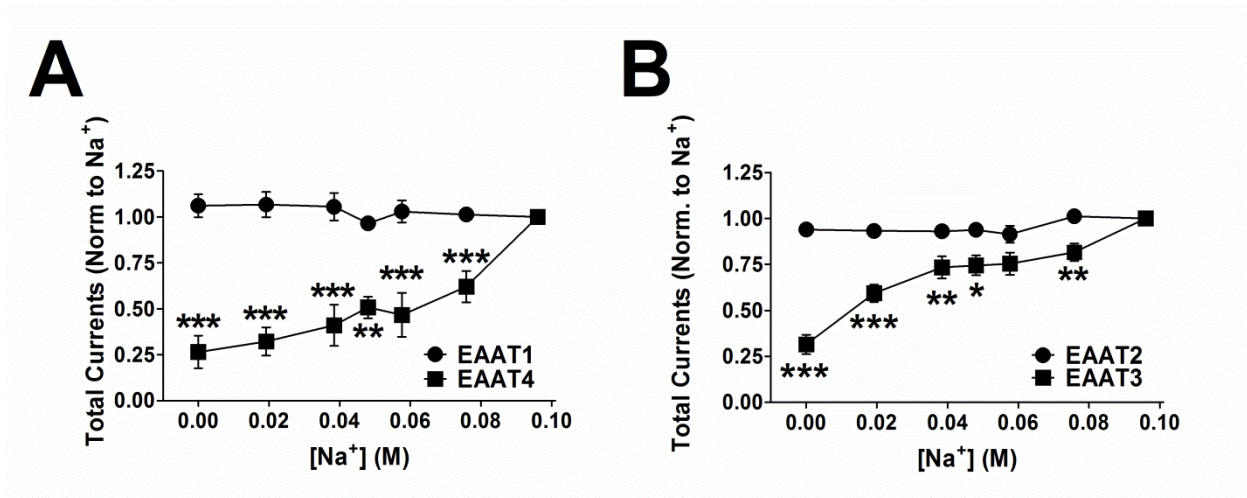 A
Total Currents (Norm to Na⁺)
1.25
1.00
0.75
0.50
0.25
0.00
***
***
***
**
***
***
EAAT1
EAAT4
0.00 0.02 0.04 0.06 0.08 0.10
[Na⁺] (M)
B
Total Currents (Norm. to Na⁺)
1.25
1.00
0.75
0.50
0.25
0.00
***
***
**
*
**
EAAT2
EAAT3
0.00 0.02 0.04 0.06 0.08 0.10
[Na⁺] (M)